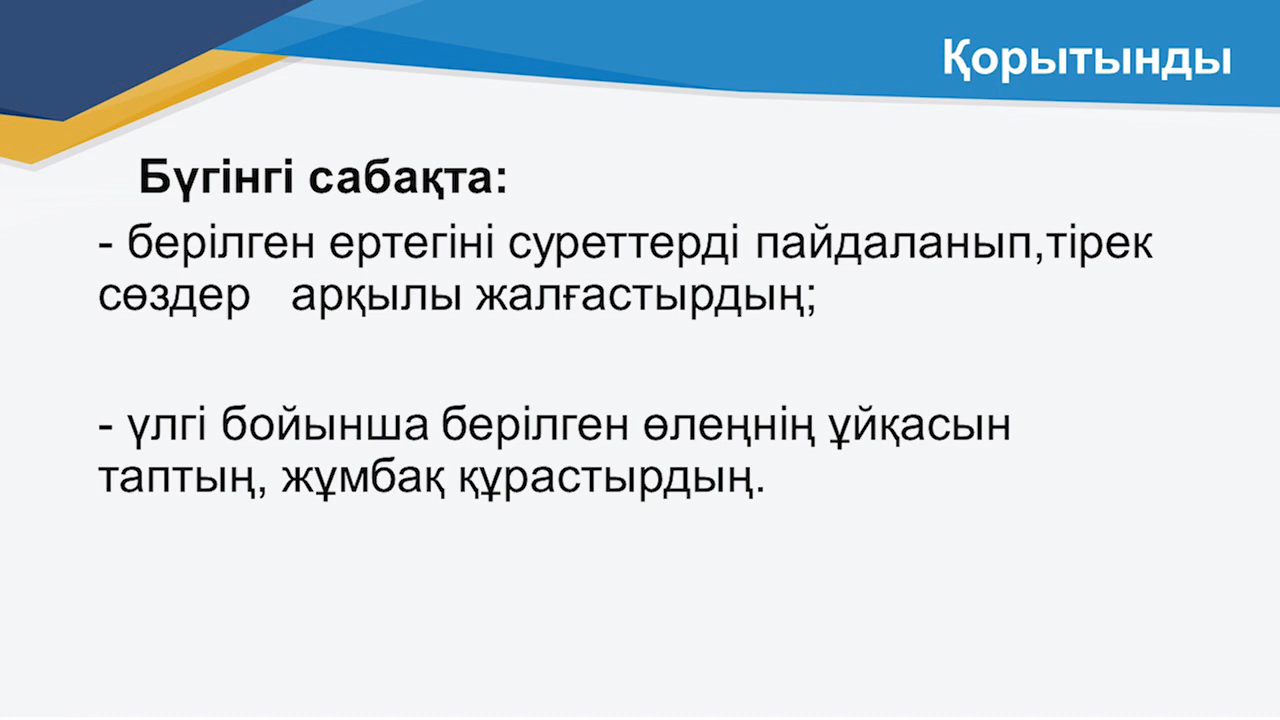 Қорытынды
Бүгінгі сабақта:
- берілген ертегіні суреттерді пайдаланып,тірек
сөздер   арқылы жалғастырдың;
- үлгі бойынша берілген өлеңнің ұйқасын
таптың, жұмбақ құрастырдың.